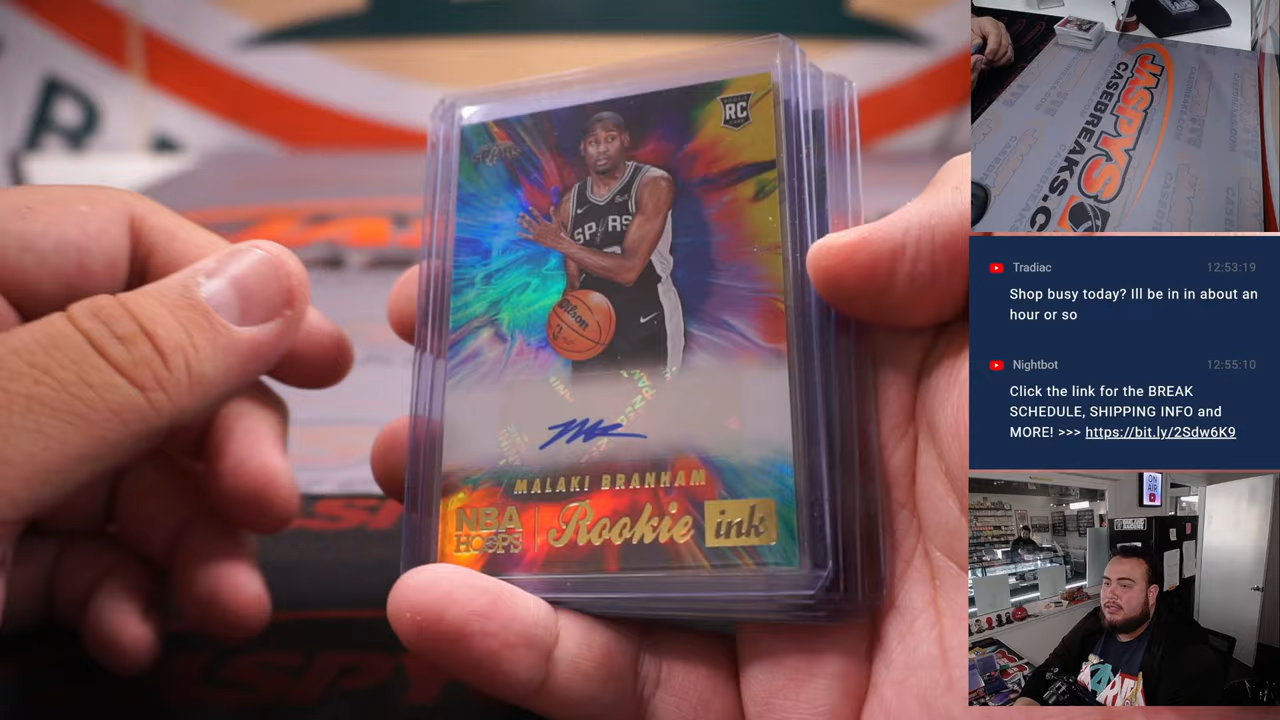 RC
SPURS
Wilson
MALAKI BRANHAM
NBA HOOPS
Rookie ink
JASPYS
CASEBREAKS.C
Tradiac 12:53:19
Shop busy today? Ill be in in about an
hour or so
Nightbot 12:55:10
Click the link for the BREAK
SCHEDULE, SHIPPING INFO and
MORE! >>> https://bit.ly/2Sdw6K9
ON
AIR